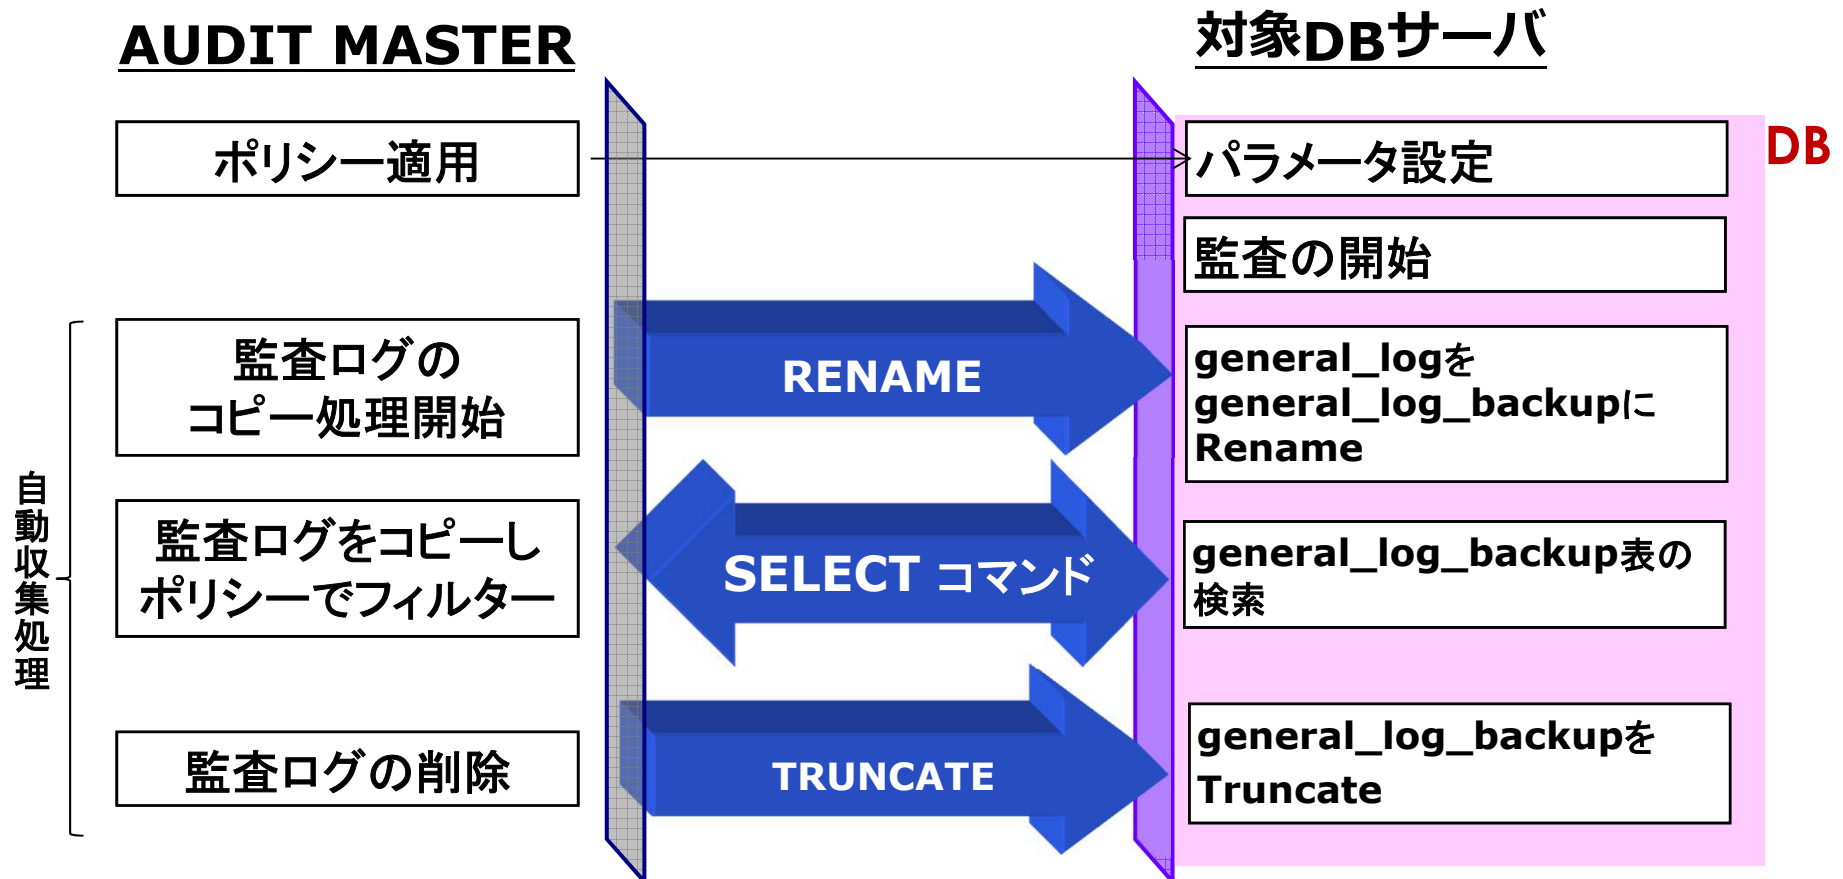 AUDIT MASTER
対象DBサーバ
ポリシー適用
パラメータ設定
DB
監査の開始
監査ログの
コピー処理開始
RENAME
general_logを
general_log_backupに
Rename
自動収集処理
監査ログをコピーし
ポリシーでフィルター
SELECT コマンド
general_log_backup表の
検索
監査ログの削除
TRUNCATE
general_log_backupを
Truncate